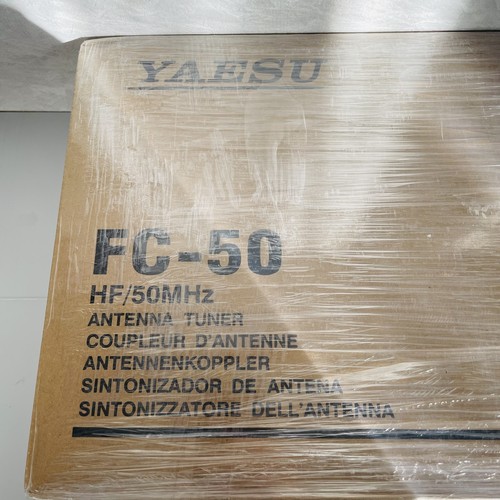 YAESU
FC-50
HF/50MHz
ANTENNA TUNER
COUPLEUR D'ANTENNE
ANTENNENKOPPLER
SINTONIZADOR DE ANTENA
SINTONIZZATORE DELL'ANTENNA